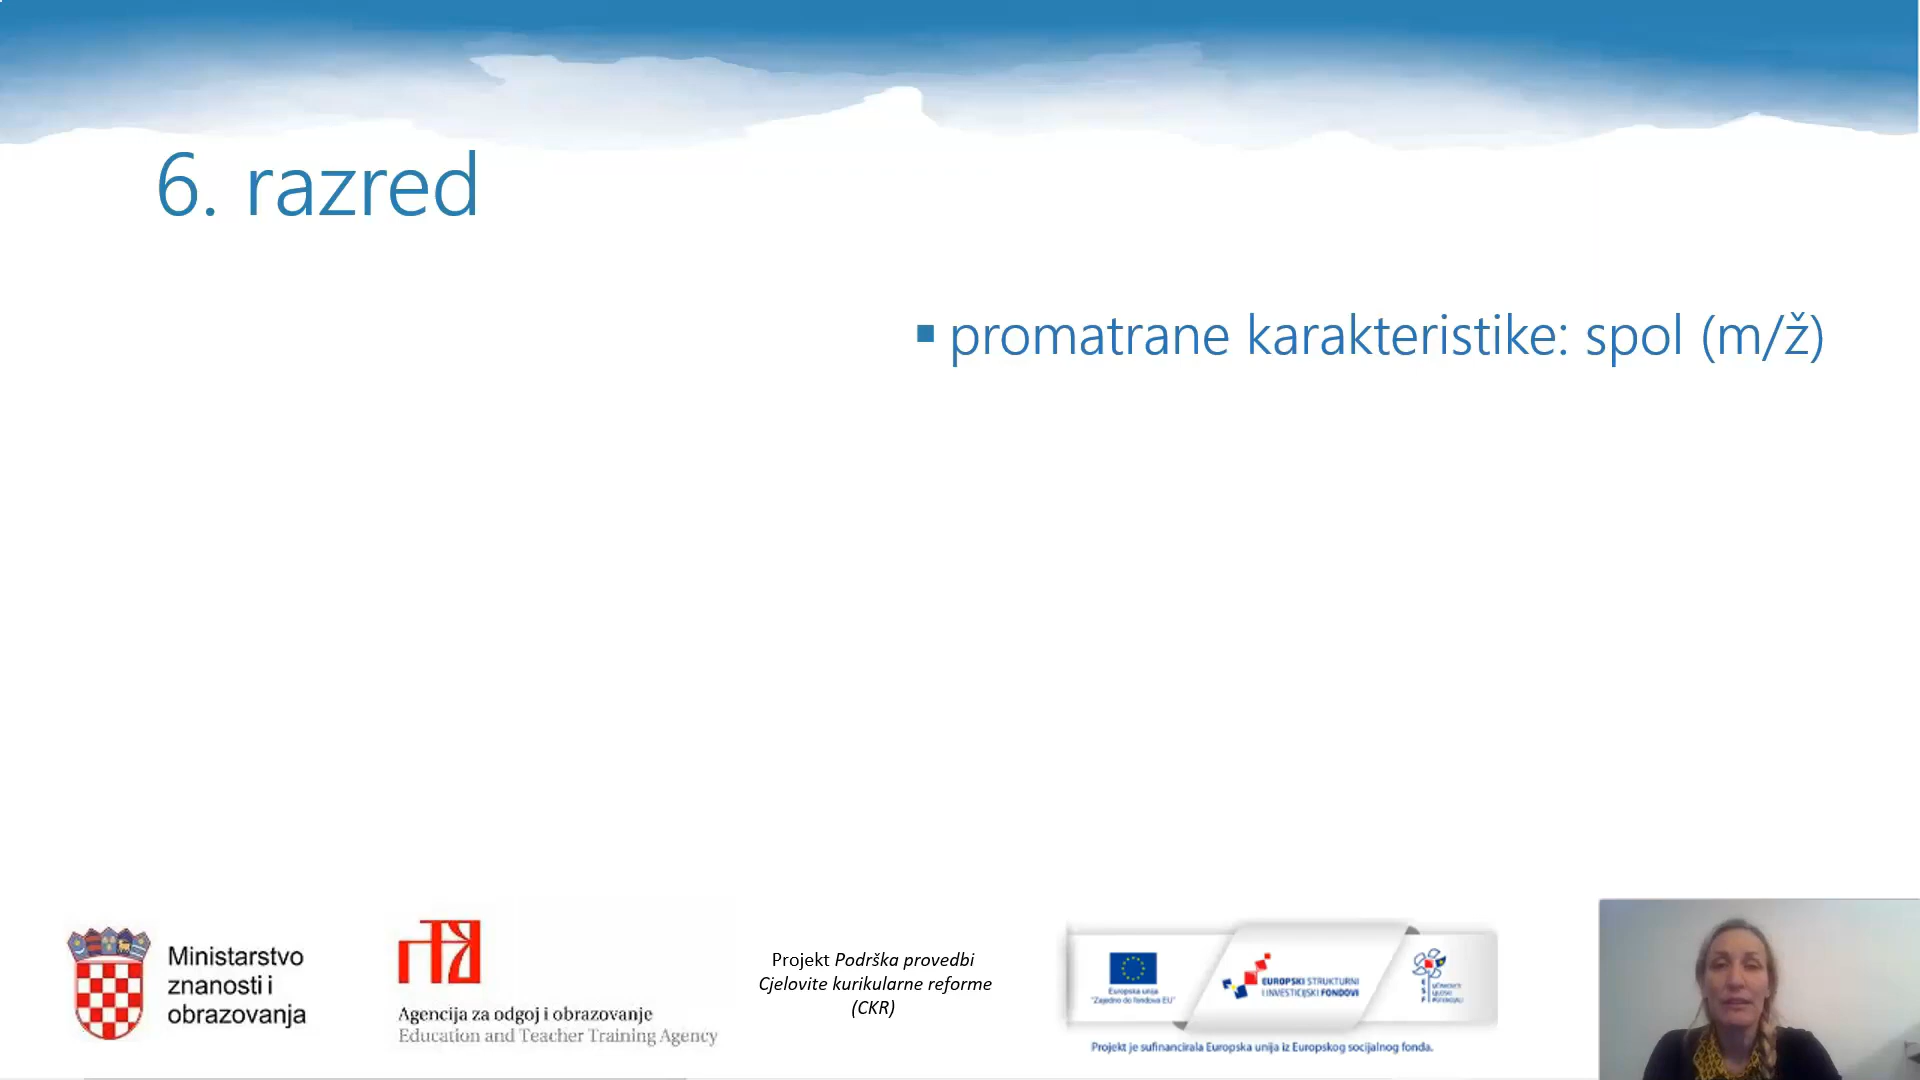 6. razred
promatrane karakteristike: spol (m/ž)
Ministarstvo
znanosti i
obrazovanja
Agencija za odgoj i obrazovanje
Education and Teacher Training Agency
Projekt Podrška provedbi
Cjelovite kurikularne reforme
(CKR)
Europska unija
"Zajedno do fondova EU"
EUROPSKI STRUKTURNI
I INVESTICIJSKI FONDOVI
Projekt je sufinancirala Europska unija iz Europskog socijalnog fonda.